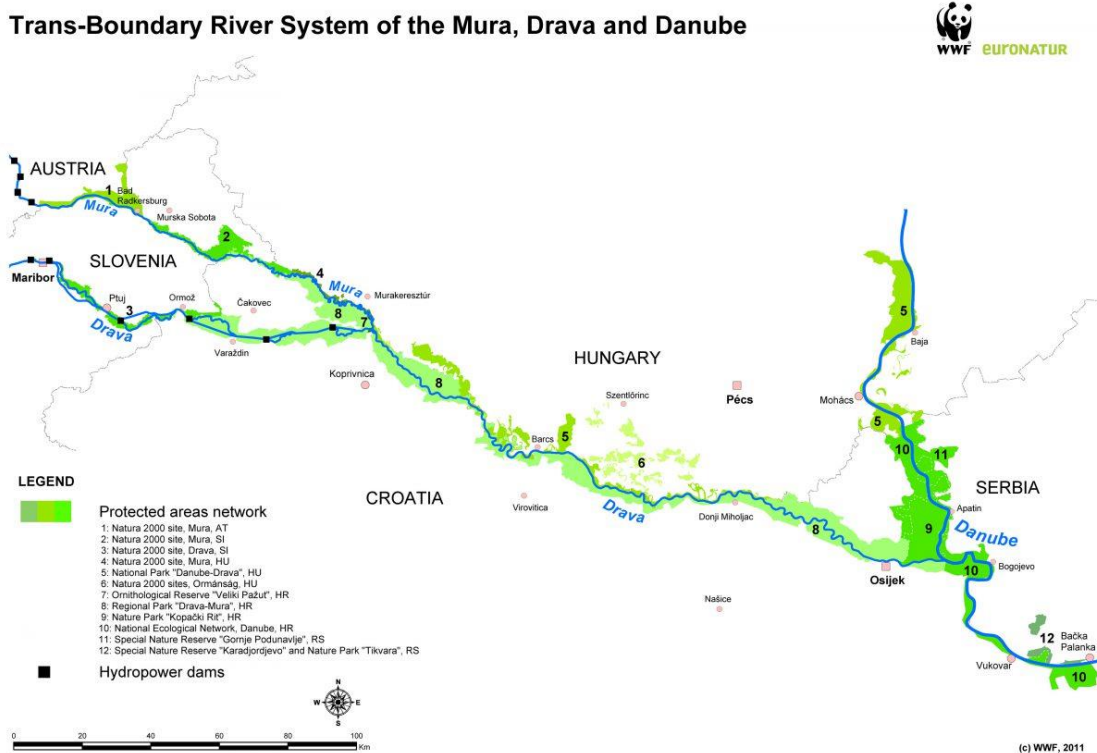 Trans-Boundary River System of the Mura, Drava and Danube
WWF
euronatur
AUSTRIA
1
Bad
Radkersburg
Mura
Murska Sobota
2
SLOVENIA
Maribor
4
Mura
Murakeresztúr
Ptuj
3
Ormož
Čakovec
8
7
Drava
Varaždin
5
Baja
HUNGARY
Koprivnica
8
Szentlőrinc
Pécs
Mohács
5
Barcs
5
10
11
6
SERBIA
CROATIA
Virovitica
Drava
Donji Miholjac
8
Apatin
9
Danube
Osijek
10
Bogojevo
Našice
12
Bačka
Palanka
Vukovar
10
LEGEND
Protected areas network
1: Natura 2000 site, Mura, AT
2: Natura 2000 site, Mura, SI
3: Natura 2000 site, Drava, SI
4: Natura 2000 site, Mura, HU
5: National Park "Danube-Drava", HU
6: Natura 2000 sites, Ormánság, HU
7: Ornithological Reserve "Veliki Pažut", HR
8: Regional Park "Drava-Mura", HR
9: Nature Park "Kopački Rit", HR
10: National Ecological Network, Danube, HR
11: Special Nature Reserve "Gornje Podunavlje", RS
12: Special Nature Reserve "Karadjordjevo" and Nature Park "Tikvara", RS
Hydropower dams
N
W E
S
0 20 40 60 80 100
Km
(c) WWF, 2011